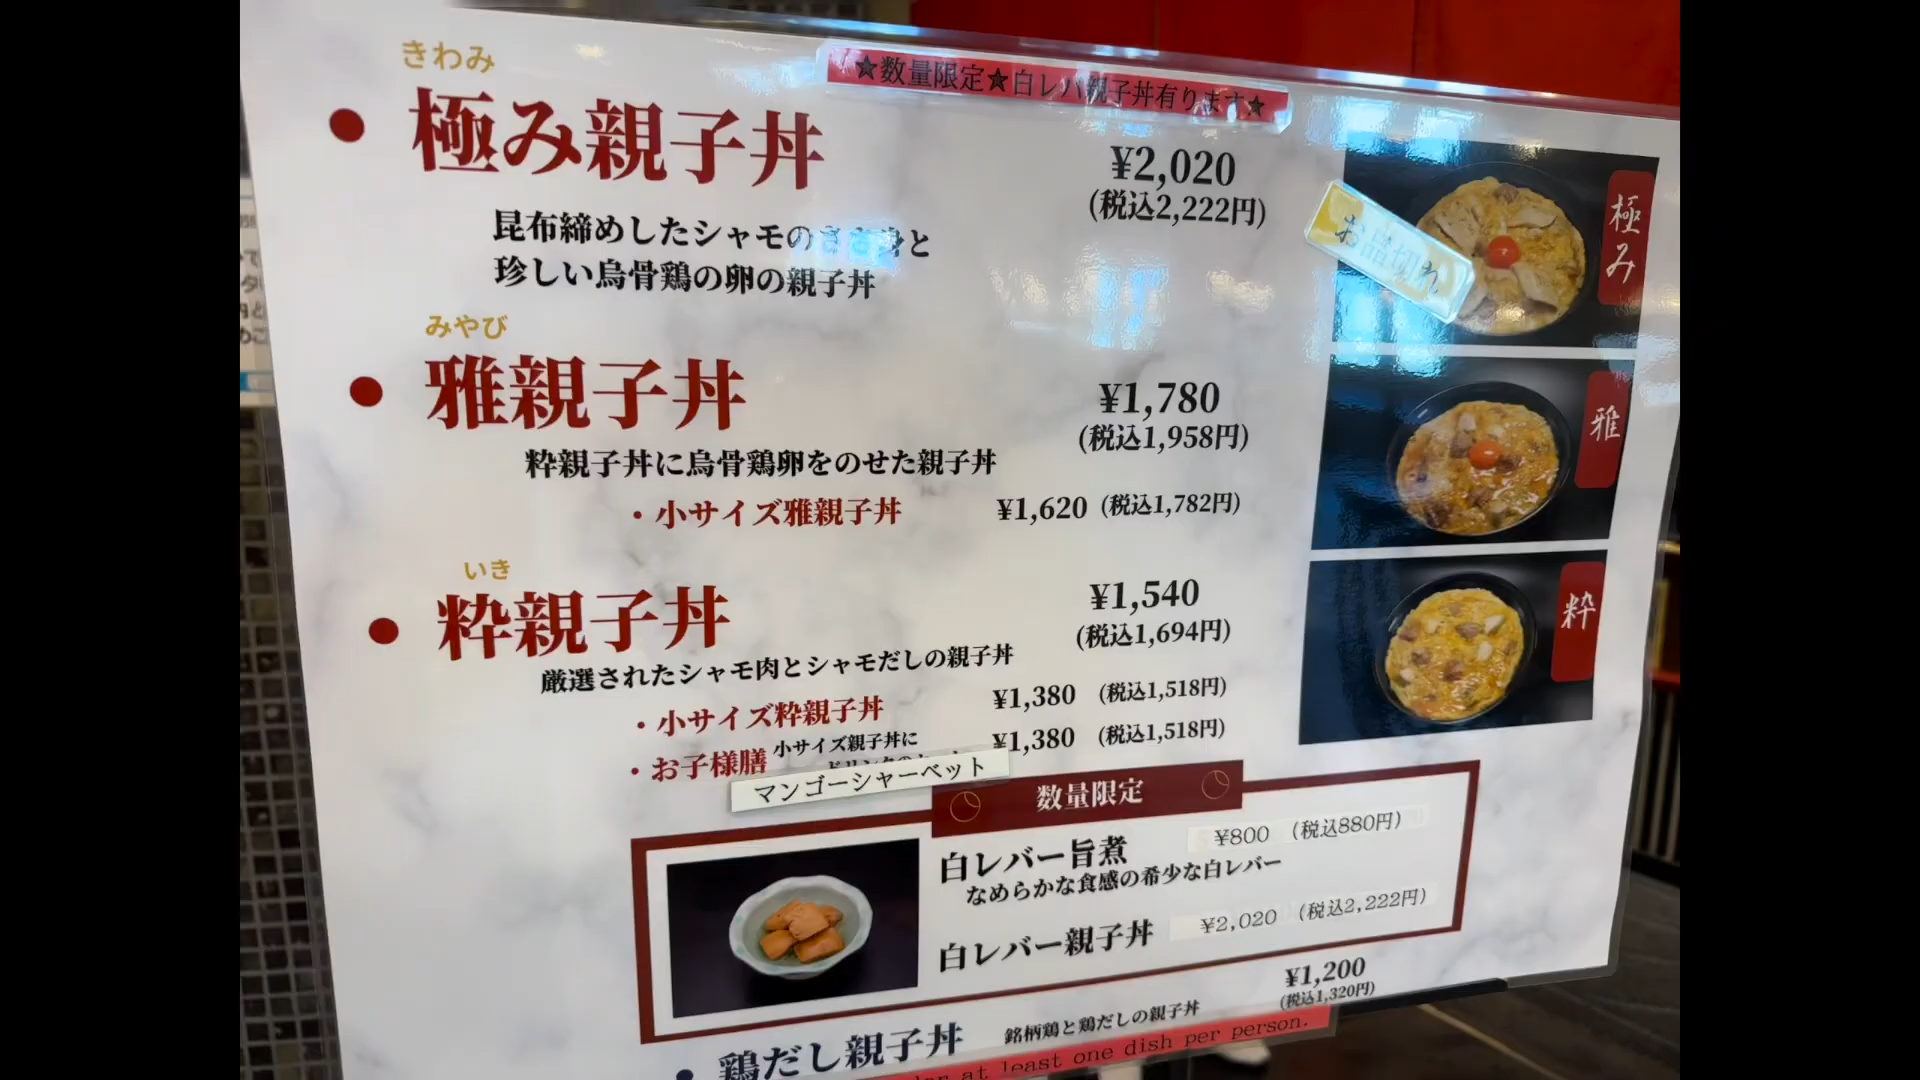 ★数量限定★白レバ親子丼有ります★
きわみ
極み親子丼
¥2,020
(税込2,222円)
昆布締めしたシャモのささ身と
珍しい烏骨鶏の卵の親子丼
お品切れ
極み
みやび
雅親子丼
¥1,780
(税込1,958円)
粋親子丼に烏骨鶏卵をのせた親子丼
・小サイズ雅親子丼 ¥1,620 (税込1,782円)
雅
いき
粋親子丼
¥1,540
(税込1,694円)
厳選されたシャモ肉とシャモだしの親子丼
・小サイズ粋親子丼 ¥1,380 (税込1,518円)
・お子様膳 小サイズ親子丼に ¥1,380 (税込1,518円)
マンゴーシャーベット
粋
数量限定
白レバー旨煮 ¥800 (税込880円)
なめらかな食感の希少な白レバー
白レバー親子丼 ¥2,020 (税込2,222円)
鶏だし親子丼 銘柄鶏と鶏だしの親子丼 ¥1,200
(税込1,320円)
at least one dish per person.